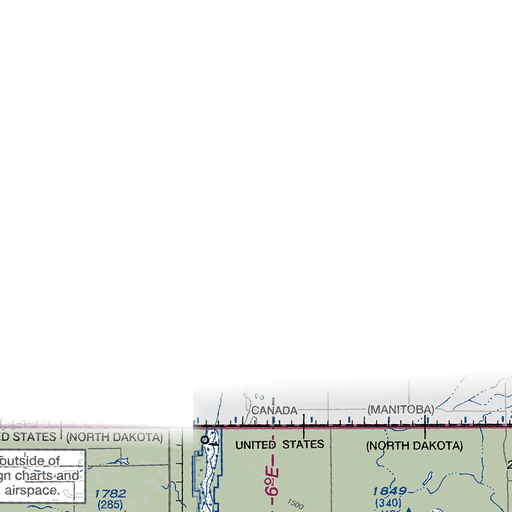 CANADA
(MANITOBA)
ED STATES (NORTH DAKOTA)
UNITED STATES
(NORTH DAKOTA)
outside of
gn charts and
airspace.
6°E
1782
(285)
1500
1849
(340)